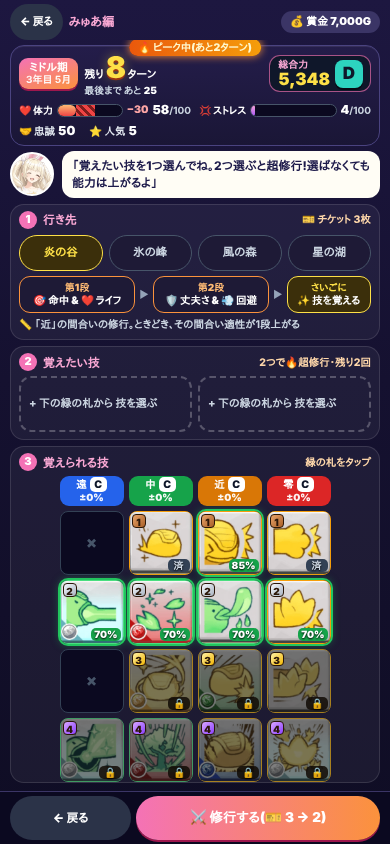 ← 戻る みゅあ編 💰 賞金 7,000G
🔥 ピーク中(あと2ターン)
ミドル期
3年目 5月
残り 8 ターン
最後まで あと 25
総合力
5,348 D
❤️ 体力 −30 58/100 💢 ストレス 4/100
🤝 忠誠 50 ⭐ 人気 5
「覚えたい技を1つ選んでね。2つ選ぶと超修行!選ばなくても
能力は上がるよ」
1 行き先 🎫 チケット 3枚
炎の谷 氷の峰 風の森 星の湖
第1段
🎯 命中 & ❤️ ライフ
▶
第2段
🛡️ 丈夫さ & 💨 回避
▶
さいごに
✨ 技を覚える
📏 「近」の間合いの修行。ときどき、その間合い適性が1段上がる
2 覚えたい技 2つで🔥超修行・残り2回
+ 下の緑の札から 技を選ぶ + 下の緑の札から 技を選ぶ
3 覚えられる技 緑の札をタップ
遠 C 中 C 近 C 零 C
±0% ±0% ±0% ±0%
× 1 済 1 85% 1 済
2 70% 2 70% 2 70% 2 70%
× 3 🔒 3 🔒 3 🔒
4 🔒 4 🔒 4 🔒 4 🔒
← 戻る ⚔️ 修行する(🎫 3 → 2)